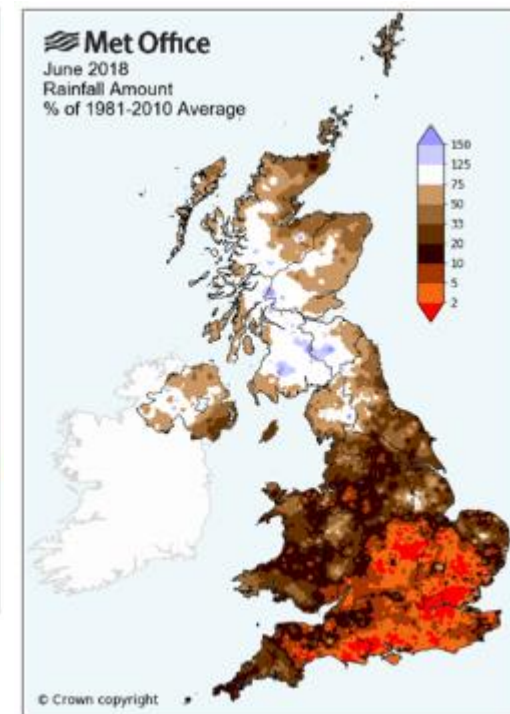 Met Office
June 2018
Rainfall Amount
% of 1981-2010 Average
150
125
75
50
33
20
10
5
2
© Crown copyright